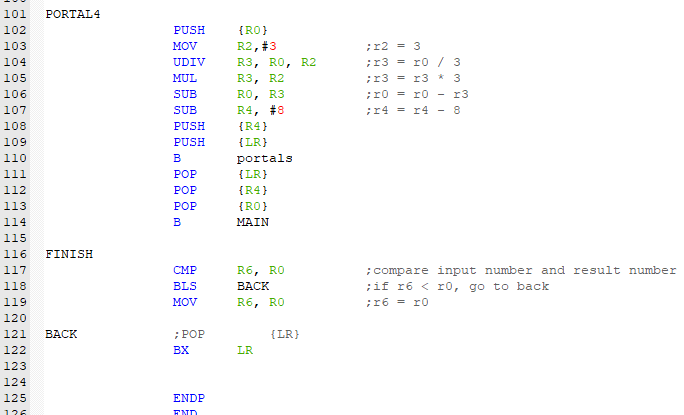 101 PORTAL4
102 PUSH {R0}
103 MOV R2,#3 ;r2 = 3
104 UDIV R3, R0, R2 ;r3 = r0 / 3
105 MUL R3, R2 ;r3 = r3 * 3
106 SUB R0, R3 ;r0 = r0 - r3
107 SUB R4, #8 ;r4 = r4 - 8
108 PUSH {R4}
109 PUSH {LR}
110 B portals
111 POP {LR}
112 POP {R4}
113 POP {R0}
114 B MAIN
115
116 FINISH
117 CMP R6, R0 ;compare input number and result number
118 BLS BACK ;if r6 < r0, go to back
119 MOV R6, R0 ;r6 = r0
120
121 BACK ;POP {LR}
122 BX LR
123
124
125 ENDP
126 END